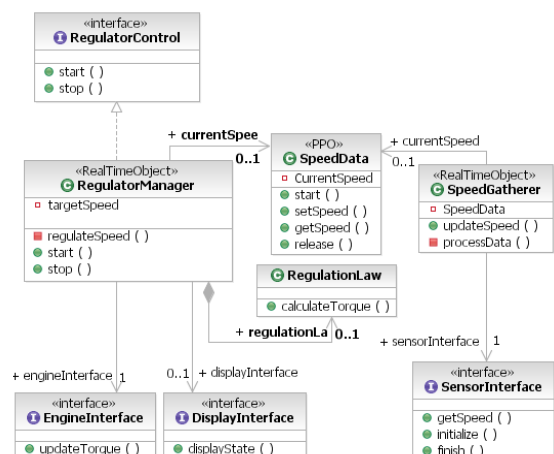 «interface»
I RegulatorControl
start ( )
stop ( )
+ currentSpee
0..1
«PPO»
C SpeedData
CurrentSpeed
start ( )
setSpeed ( )
getSpeed ( )
release ( )
+ currentSpeed
0..1
«RealTimeObject»
C RegulatorManager
targetSpeed
regulateSpeed ( )
start ( )
stop ( )
«RealTimeObject»
C SpeedGatherer
SpeedData
updateSpeed ( )
processData ( )
C RegulationLaw
calculateTorque ( )
+ regulationLa
0..1
+ sensorInterface
1
+ engineInterface
1
0..1
+ displayInterface
«interface»
I EngineInterface
updateTorque ( )
«interface»
I DisplayInterface
displayState ( )
«interface»
I SensorInterface
getSpeed ( )
initialize ( )
finish ( )